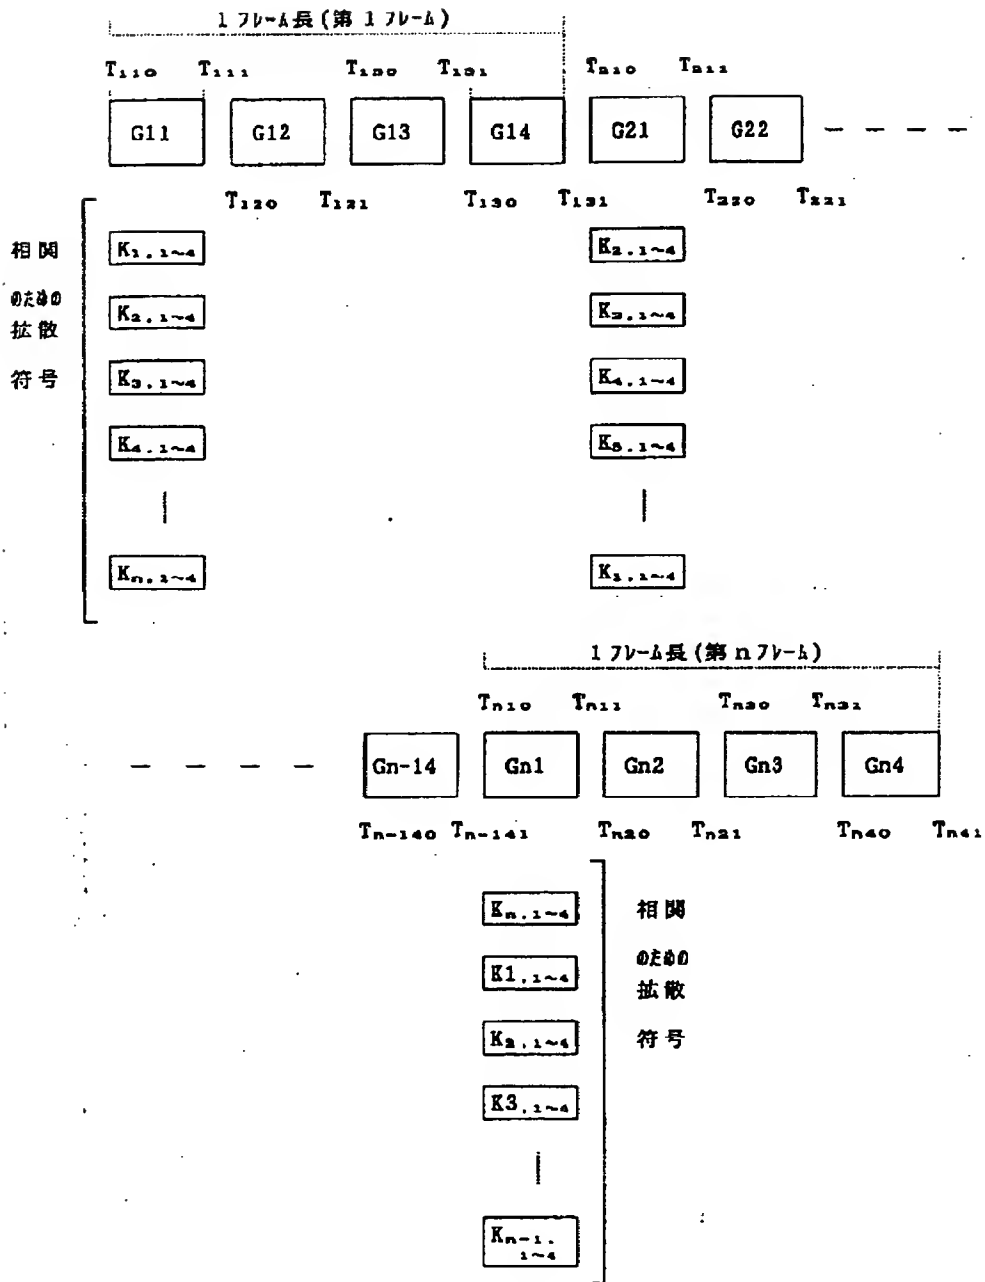 1 フレーム長 (第 1 フレーム)
T₁₁₀ T₁₁₁ T₁₃₀ T₁₃₁ T₂₁₀ T₂₁₁
G11 G12 G13 G14 G21 G22
T₁₂₀ T₁₂₁ T₁₃₀ T₁₃₁ T₂₂₀ T₂₂₁
相関
のための
拡散
符号
K₁.₁~₄ K₂.₁~₄
K₂.₁~₄ K₃.₁~₄
K₃.₁~₄ K₄.₁~₄
K₄.₁~₄ K₅.₁~₄
Kₙ.₁~₄ K₁.₁~₄
1 フレーム長 (第 n フレーム)
Tₙ₁₀ Tₙ₁₁ Tₙ₃₀ Tₙ₃₁
Gn-14 Gn1 Gn2 Gn3 Gn4
Tₙ₋₁₄₀ Tₙ₋₁₄₁ Tₙ₂₀ Tₙ₂₁ Tₙ₄₀ Tₙ₄₁
Kₙ.₁~₄
K1.₁~₄
K₂.₁~₄
K3.₁~₄
Kₙ₋₁.
₁~₄
相関
のための
拡散
符号